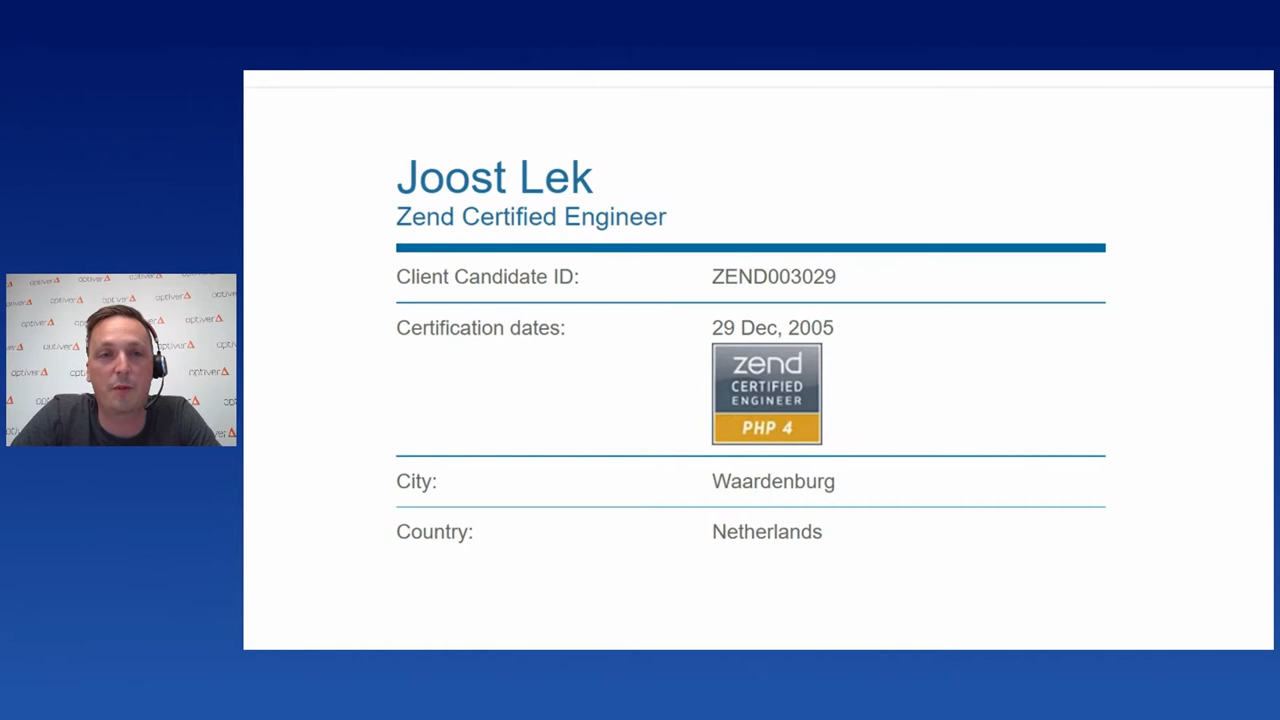 Joost Lek
Zend Certified Engineer
Client Candidate ID: ZEND003029
Certification dates: 29 Dec, 2005
zend
CERTIFIED
ENGINEER
PHP 4
City: Waardenburg
Country: Netherlands
optiver